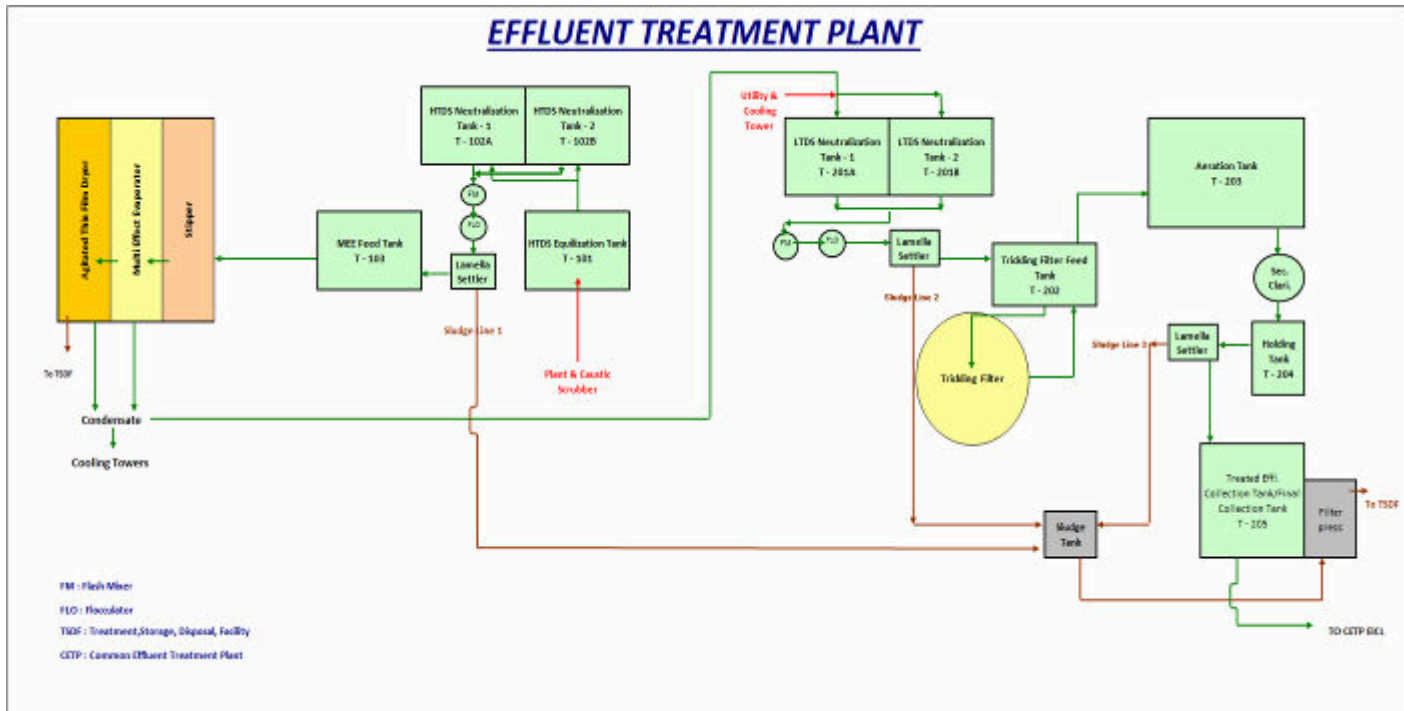 EFFLUENT TREATMENT PLANT
Agitated Thin Film Dryer
Multi Effect Evaporator
Stipper
To TSDF
Condensate
Cooling Towers
MEE Feed Tank
T - 103
HTDS Neutralization
Tank - 1
T - 102A
HTDS Neutralization
Tank - 2
T - 102B
FM
FLO
Lamella
Settler
HTDS Equilization Tank
T - 101
Sludge Line 1
Plant & Caustic
Scrubber
Utility &
Cooling
Tower
LTDS Neutralization
Tank - 1
T - 201A
LTDS Neutralization
Tank - 2
T - 201B
FM
FLO
Lamella
Settler
Sludge Line 2
Trickling Filter Feed
Tank
T - 202
Trickling Filter
Aeration Tank
T - 203
Sec.
Clari.
Holding
Tank
T - 204
Lamella
Settler
Sludge Line 3
Treated Effl.
Collection Tank/Final
Collection Tank
T - 205
Filter
press
To TSDF
Sludge
Tank
TO CETP EICL
FM : Flash Mixer
FLO : Flocculator
TSDF : Treatment,Storage, Disposal, Facility
CETP : Common Effluent Treatment Plant